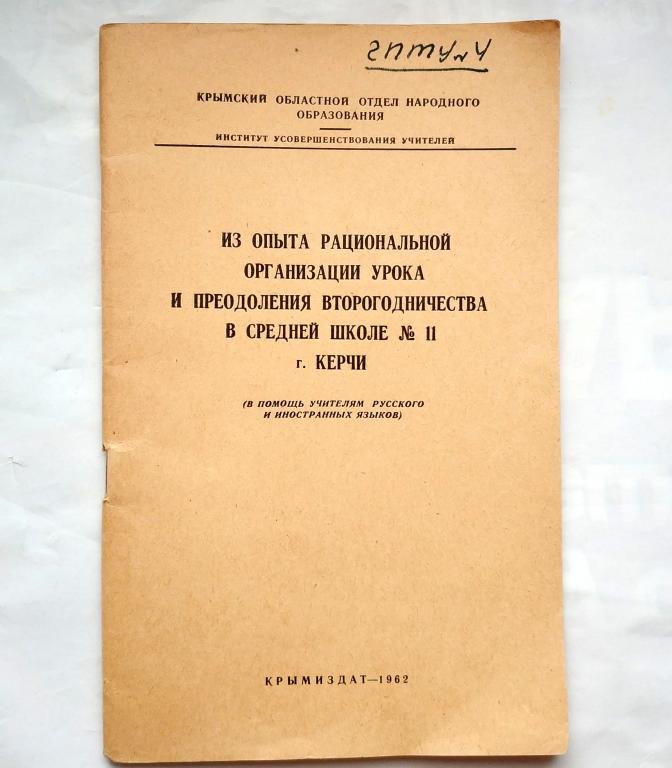 КРЫМСКИЙ ОБЛАСТНОЙ ОТДЕЛ НАРОДНОГО
ОБРАЗОВАНИЯ
ИНСТИТУТ УСОВЕРШЕНСТВОВАНИЯ УЧИТЕЛЕЙ
ИЗ ОПЫТА РАЦИОНАЛЬНОЙ
ОРГАНИЗАЦИИ УРОКА
И ПРЕОДОЛЕНИЯ ВТОРОГОДНИЧЕСТВА
В СРЕДНЕЙ ШКОЛЕ № 11
г. КЕРЧИ
(В ПОМОЩЬ УЧИТЕЛЯМ РУССКОГО
И ИНОСТРАННЫХ ЯЗЫКОВ)
КРЫМИЗДАТ—1962